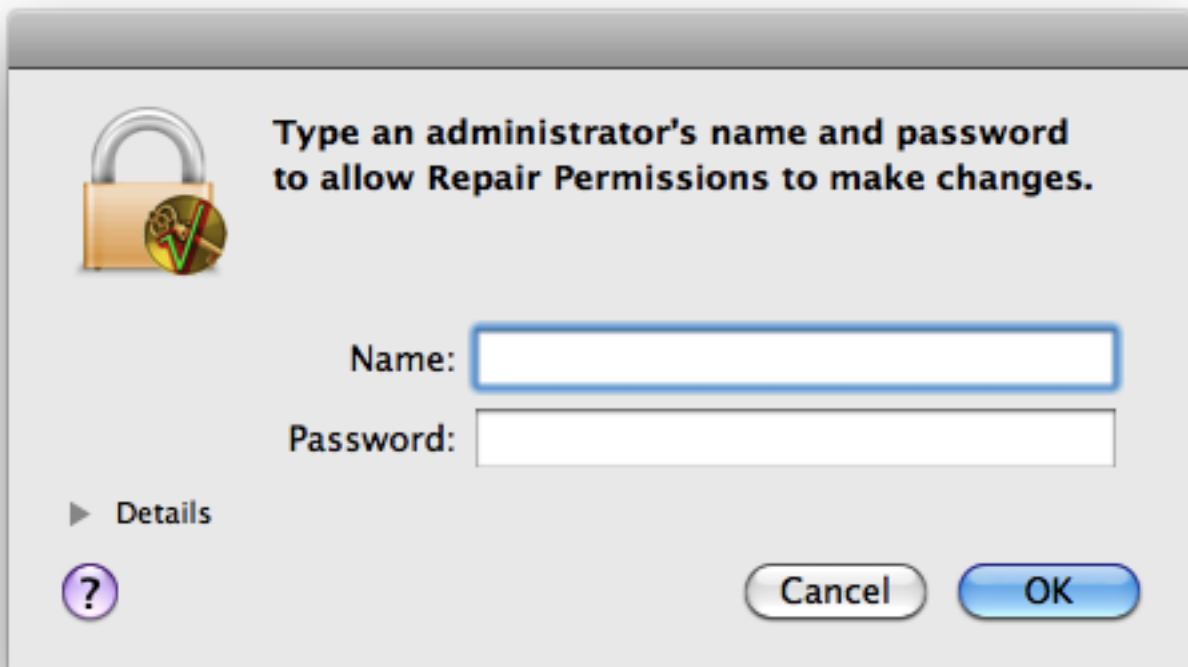 Type an administrator's name and password
to allow Repair Permissions to make changes.
Name:
Password:
Details
?
Cancel
OK